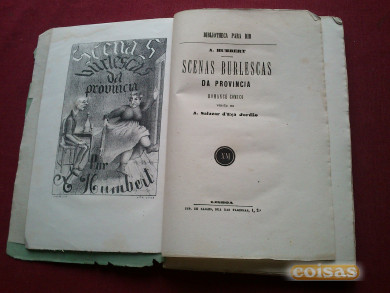 Scenas
burlescas
da
provincia
Por
A. Humbert
BIBLIOTHECA PARA RIR
A. HUMBERT
SCENAS BURLESCAS
DA PROVINCIA
ROMANCE COMICO
A. Salazar d'Eça Jordão
LISBOA
coisas